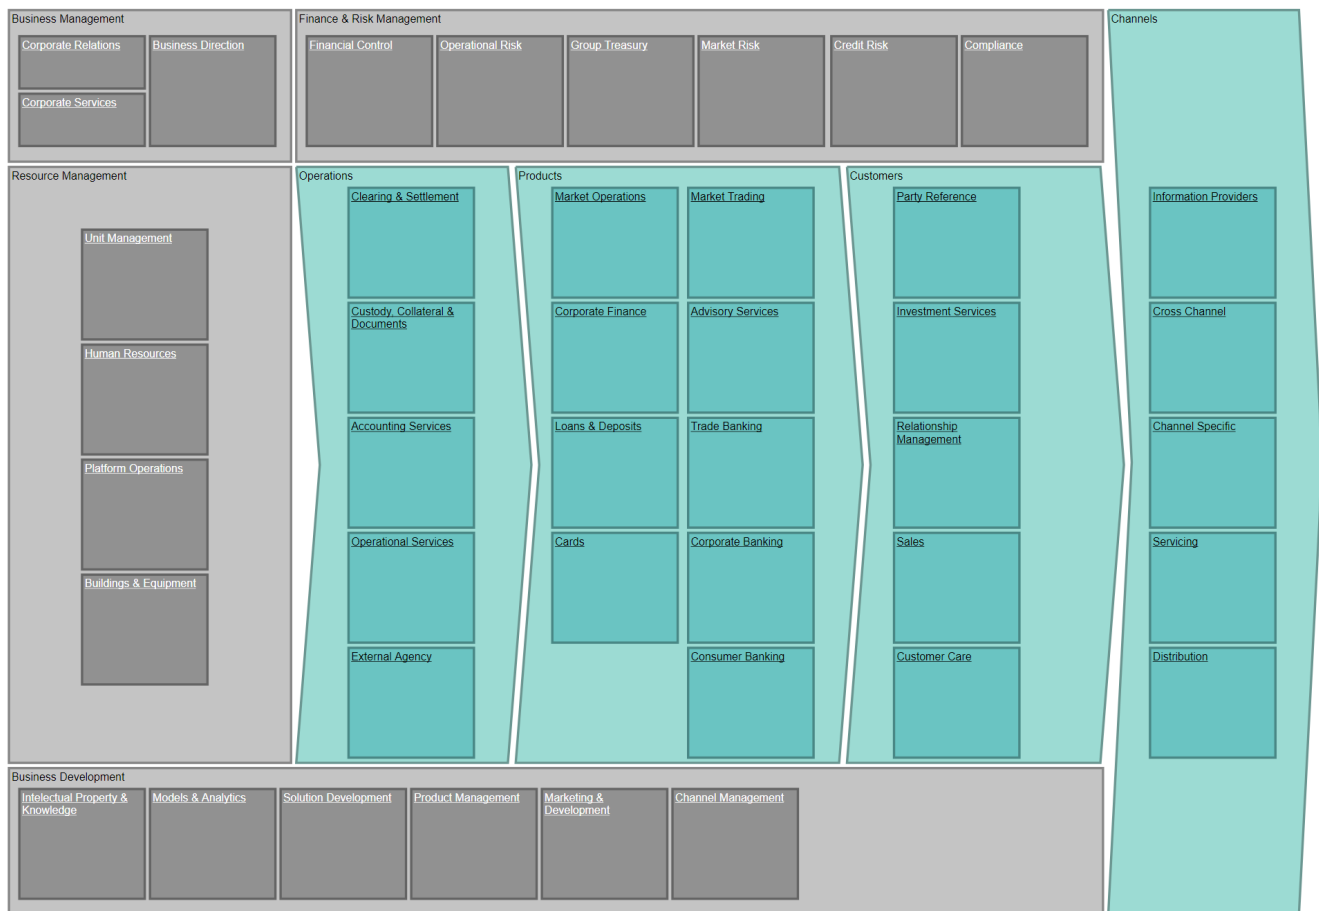 Business Management
Corporate Relations
Business Direction
Corporate Services
Finance & Risk Management
Financial Control
Operational Risk
Group Treasury
Market Risk
Credit Risk
Compliance
Channels
Information Providers
Cross Channel
Channel Specific
Servicing
Distribution
Resource Management
Unit Management
Human Resources
Platform Operations
Buildings & Equipment
Operations
Clearing & Settlement
Custody, Collateral &
Documents
Accounting Services
Operational Services
External Agency
Products
Market Operations
Market Trading
Corporate Finance
Advisory Services
Loans & Deposits
Trade Banking
Cards
Corporate Banking
Consumer Banking
Customers
Party Reference
Investment Services
Relationship
Management
Sales
Customer Care
Business Development
Intelectual Property &
Knowledge
Models & Analytics
Solution Development
Product Management
Marketing &
Development
Channel Management